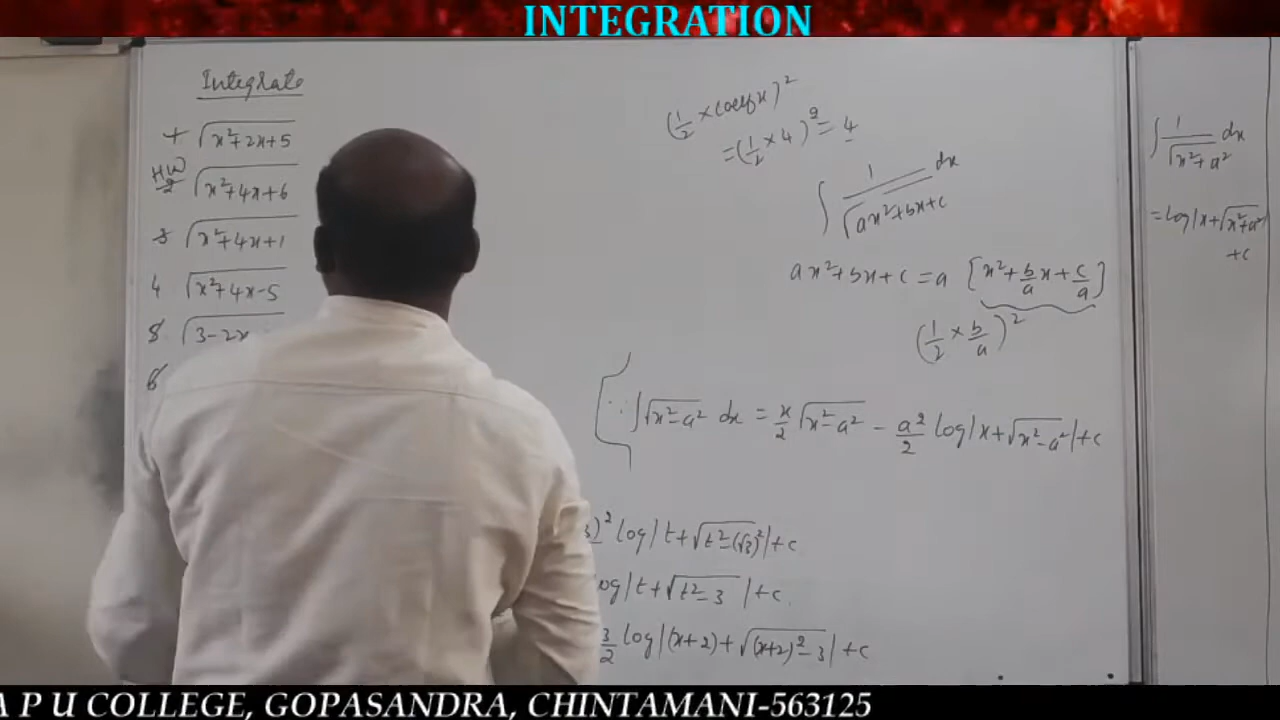 INTEGRATION
Integrate
1 √x²+2x+5
HW
2 √x²+4x+6
3 √x²+4x+1
4 √x²+4x-5
5. √3-2x
6
(1/2 × coeff x)²
=(1/2 × 4)² = 4
∫ 1/√ax²+bx+c dx
ax²+bx+c = a [x²+b/a x+c/a]
(1/2 × b/a)²
∵ ∫√x²-a² dx = x/2 √x²-a² - a²/2 log|x+√x²-a²|+c
)² log|t+√t²-(√3)²|+c
og|t+√t²-3|+c
3/2 log|(x+2)+√(x+2)²-3|+c
∫ 1/√x²+a² dx
=log|x+√x²+a²|
+c
A P U COLLEGE, GOPASANDRA, CHINTAMANI-563125